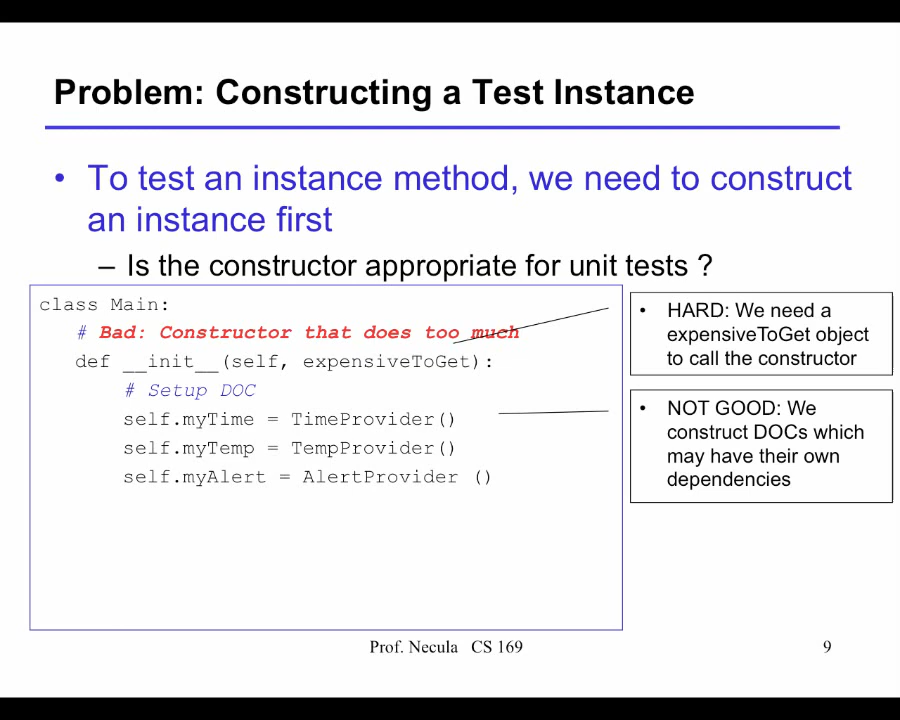 Problem: Constructing a Test Instance
• To test an instance method, we need to construct
an instance first
– Is the constructor appropriate for unit tests ?
class Main:
# Bad: Constructor that does too much
def __init__(self, expensiveToGet):
# Setup DOC
self.myTime = TimeProvider()
self.myTemp = TempProvider()
self.myAlert = AlertProvider ()
• HARD: We need a
expensiveToGet object
to call the constructor
• NOT GOOD: We
construct DOCs which
may have their own
dependencies
Prof. Necula CS 169
9